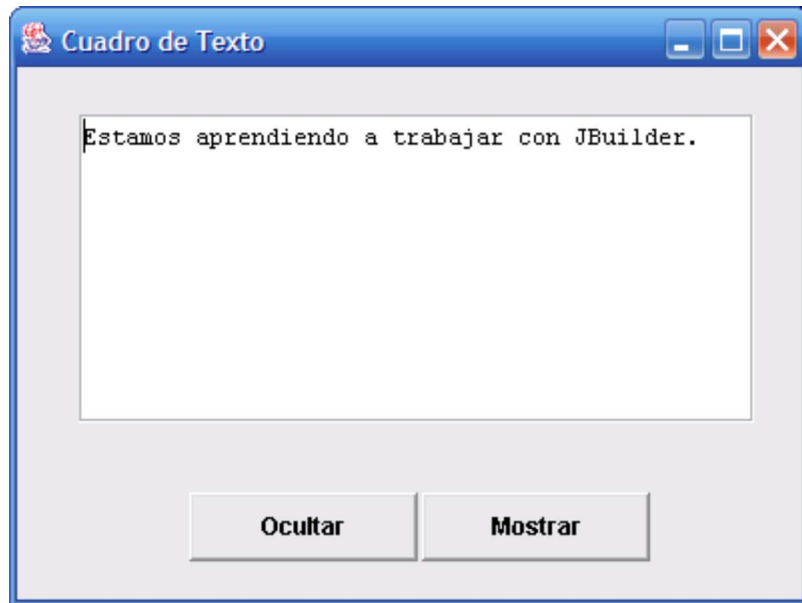 Cuadro de Texto
Estamos aprendiendo a trabajar con JBuilder.
Ocultar Mostrar